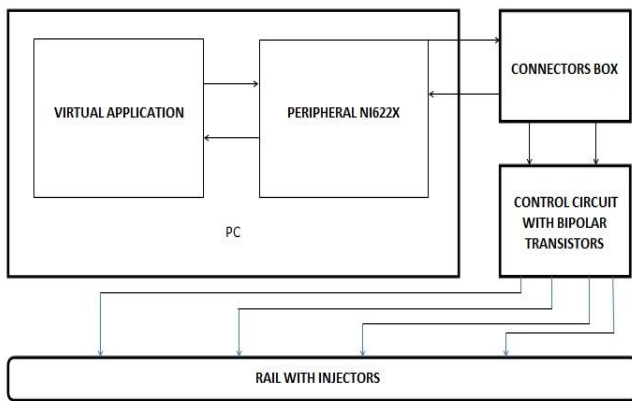 VIRTUAL APPLICATION
PERIPHERAL NI622X
CONNECTORS BOX
PC
CONTROL CIRCUIT
WITH BIPOLAR
TRANSISTORS
RAIL WITH INJECTORS